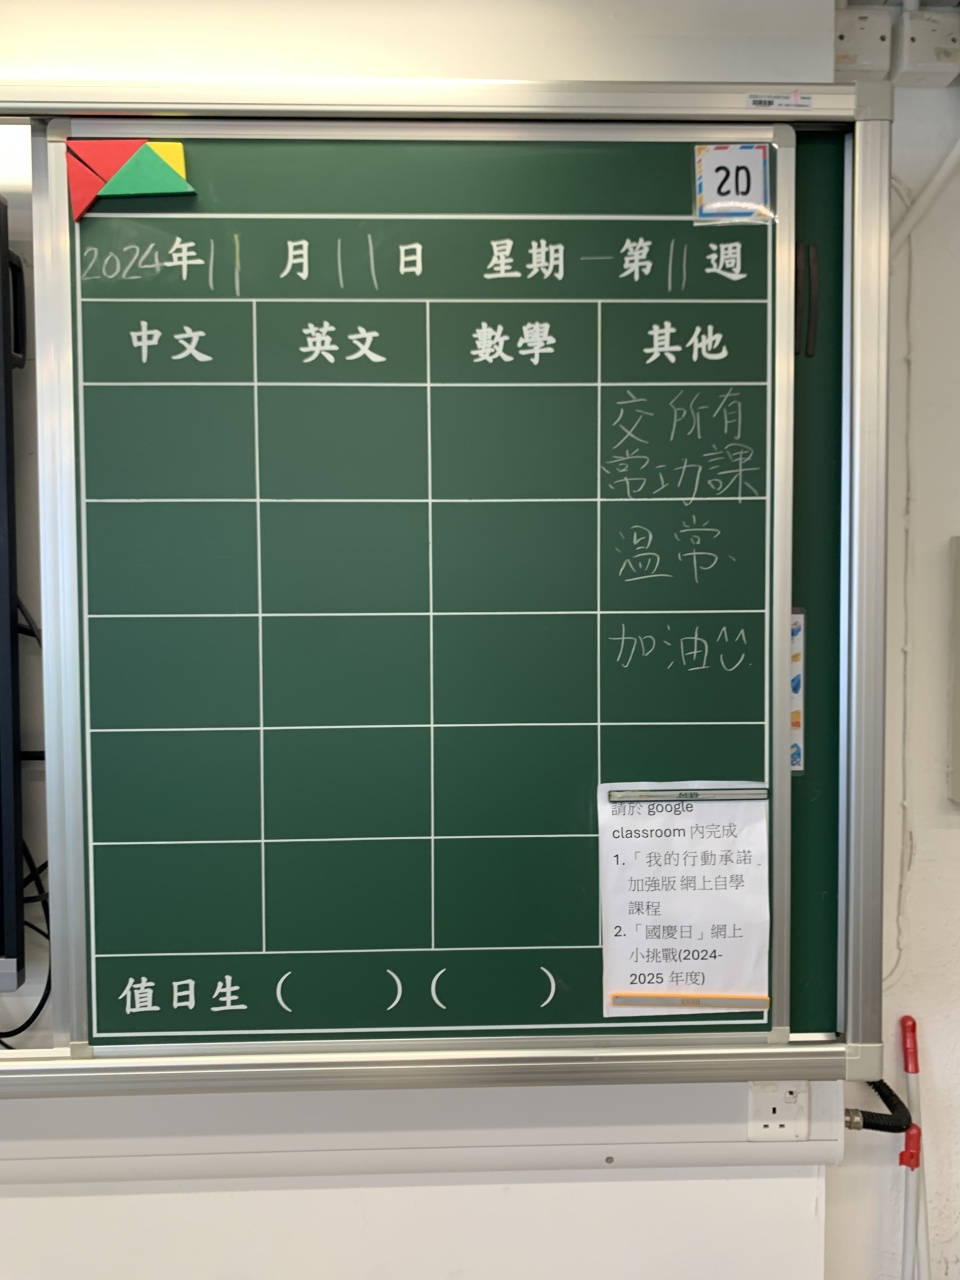 2D
2024年11月11日 星期一第11週
中文 英文 數學 其他
交所有
常功課
溫常.
加油^^
請於 google
classroom 內完成
1.「我的行動承諾」
加強版 網上自學
課程
2.「國慶日」網上
小挑戰(2024-
2025 年度)
值日生( )( )